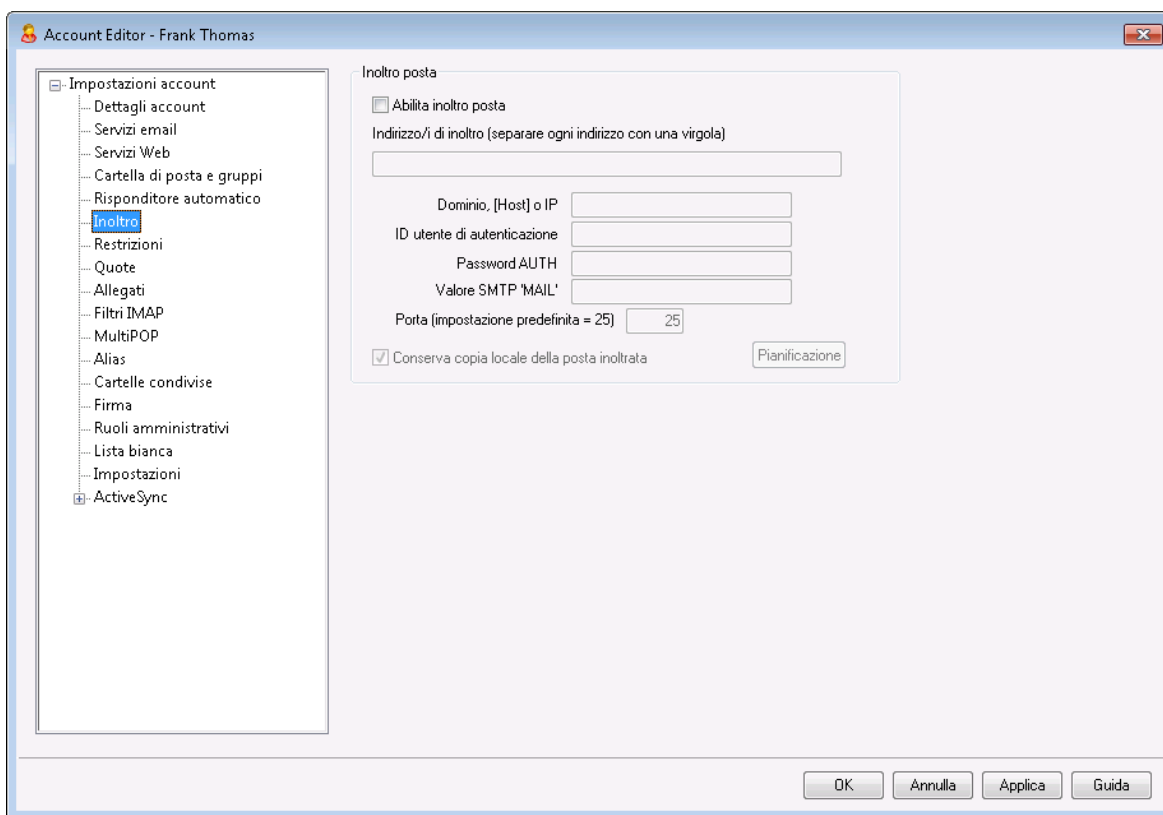 Account Editor - Frank Thomas
Impostazioni account
Dettagli account
Servizi email
Servizi Web
Cartella di posta e gruppi
Risponditore automatico
Inoltro
Restrizioni
Quote
Allegati
Filtri IMAP
MultiPOP
Alias
Cartelle condivise
Firma
Ruoli amministrativi
Lista bianca
Impostazioni
ActiveSync
Inoltro posta
Abilita inoltro posta
Indirizzo/i di inoltro (separare ogni indirizzo con una virgola)
Dominio, [Host] o IP
ID utente di autenticazione
Password AUTH
Valore SMTP 'MAIL'
Porta (impostazione predefinita = 25) 25
Conserva copia locale della posta inoltrata Pianificazione
OK Annulla Applica Guida